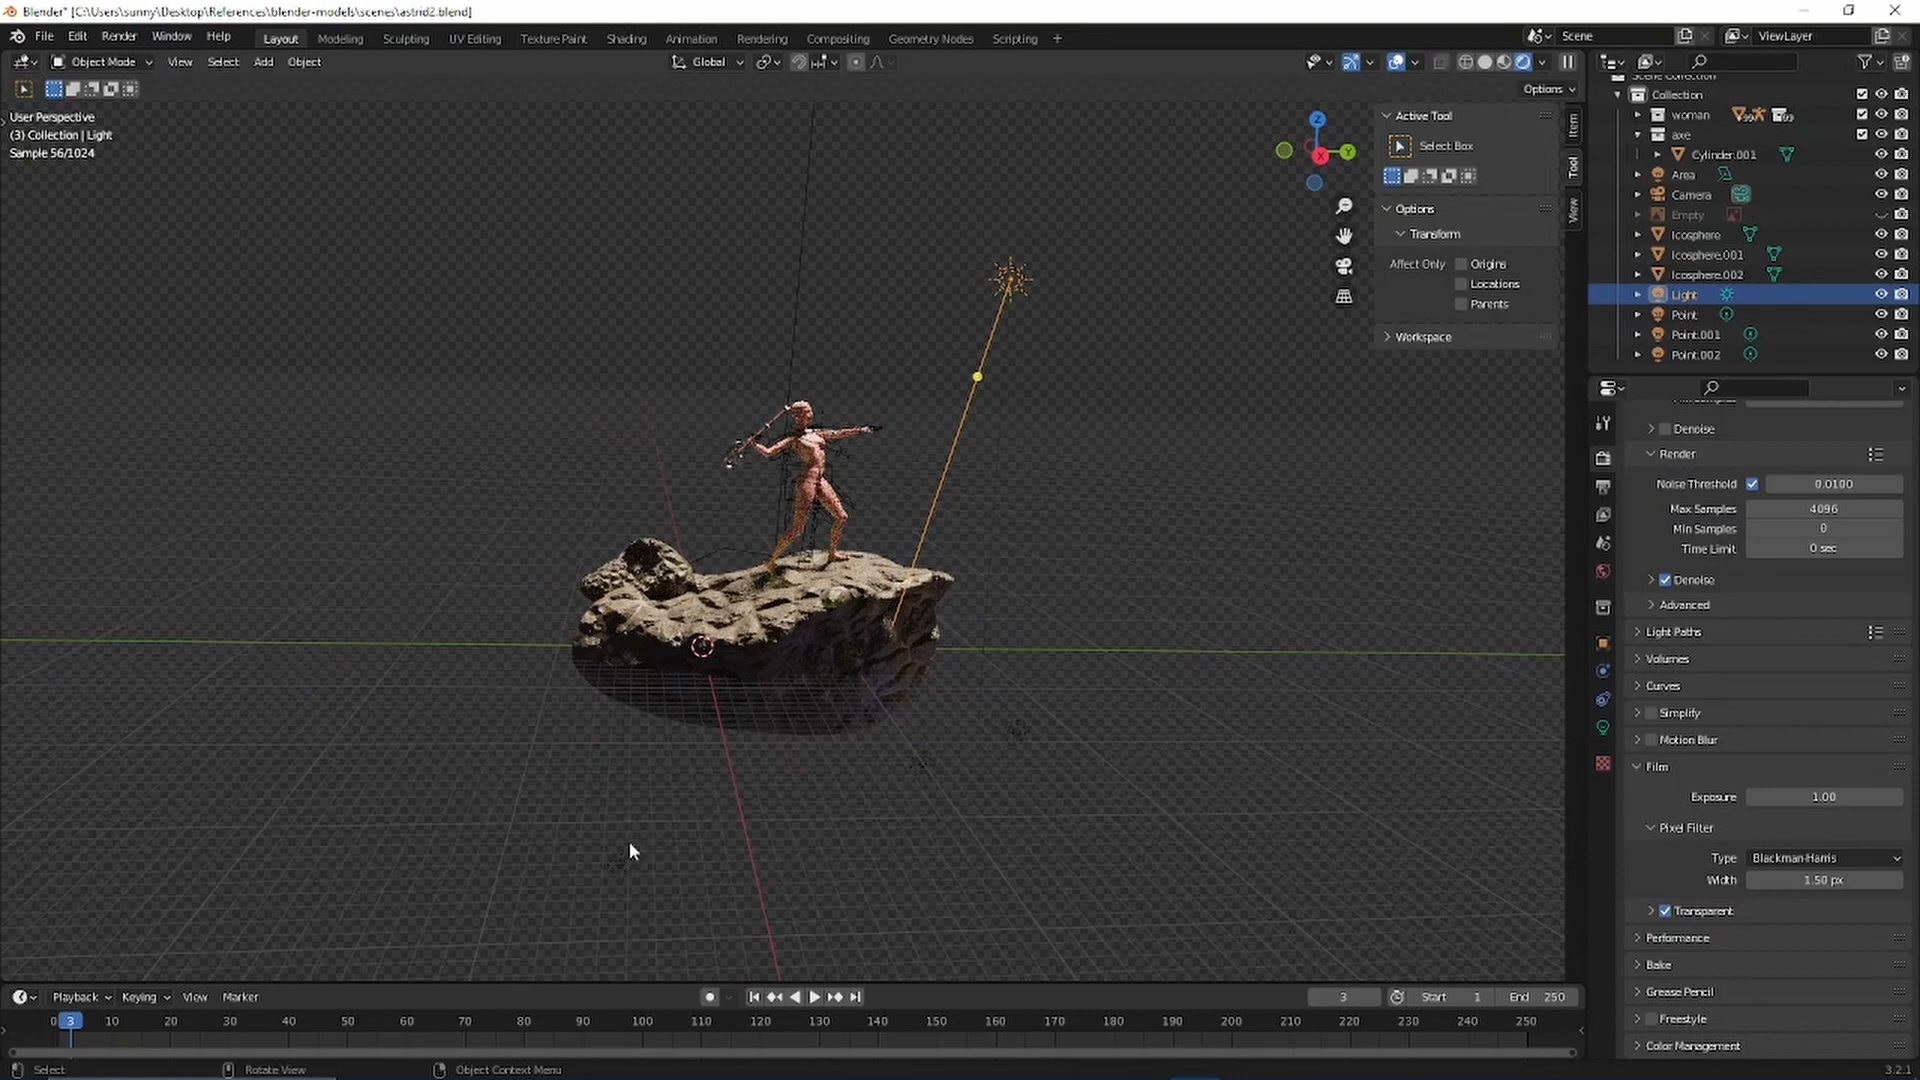 Blender* [C:\Users\sunny\Desktop\References\blender-models\scenes\astrid2.blend]
File Edit Render Window Help Layout Modeling Sculpting UV Editing Texture Paint Shading Animation Rendering Compositing Geometry Nodes Scripting + Scene ViewLayer
Object Mode View Select Add Object Global
Options
User Perspective
(3) Collection | Light
Sample 56/1024
Z
Y
X
Active Tool
Select Box
Options
Transform
Affect Only Origins
Locations
Parents
Workspace
Item
Tool
View
Scene Collection
Collection
woman 99 99
axe
Cylinder.001
Area
Camera
Empty
Icosphere
Icosphere.001
Icosphere.002
Light
Point
Point.001
Point.002
Denoise
Render
Noise Threshold 0.0100
Max Samples 4096
Min Samples 0
Time Limit 0 sec
Denoise
Advanced
Light Paths
Volumes
Curves
Simplify
Motion Blur
Film
Exposure 1.00
Pixel Filter
Type Blackman-Harris
Width 1.50 px
Transparent
Performance
Bake
Grease Pencil
Freestyle
Color Management
Playback Keying View Marker 3 Start 1 End 250
0 3 10 20 30 40 50 60 70 80 90 100 110 120 130 140 150 160 170 180 190 200 210 220 230 240 250
Select Rotate View Object Context Menu 3.2.1